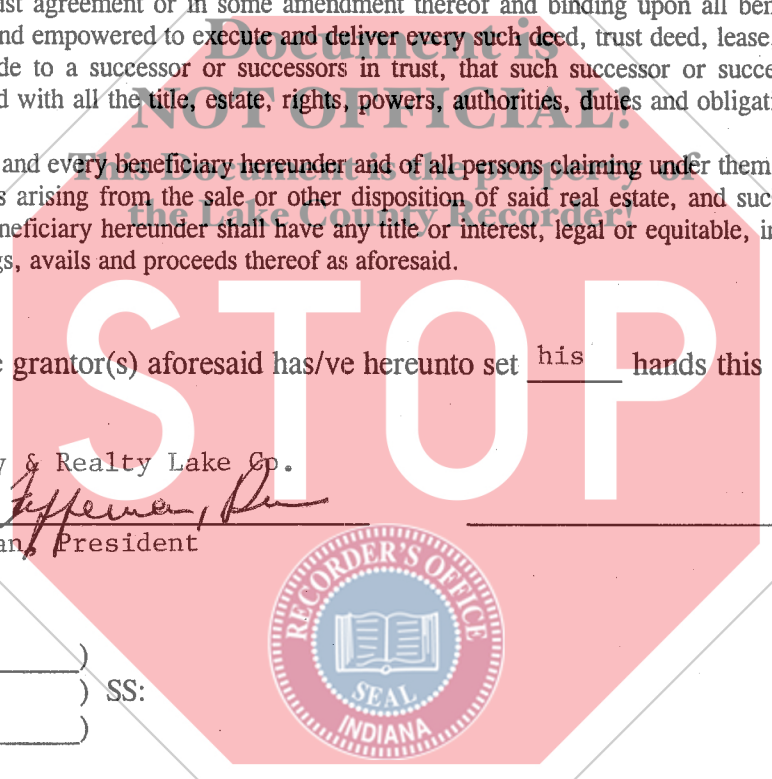 ust agreement or in some amendment thereof and binding upon all ben
Document is
nd empowered to execute and deliver every such deed, trust deed, lease,
de to a successor or successors in trust, that such successor or succe
NOT OFFICIAL!
d with all the title, estate, rights, powers, authorities, duties and obligati
This Document is the property of
and every beneficiary hereunder aid of all persons claiming under them
s arising from the sale or other disposition of said real estate, and suc
the Lake County Recorder!
neficiary hereunder shall have any title or interest, legal or equitable, in
gs, avails and proceeds thereof as aforesaid.
STOP
e grantor(s) aforesaid has/ve hereunto set his hands this
y & Realty Lake Cp.
an, President
RECORDER'S OFFICE
SEAL
INDIANA
)
) SS:
)